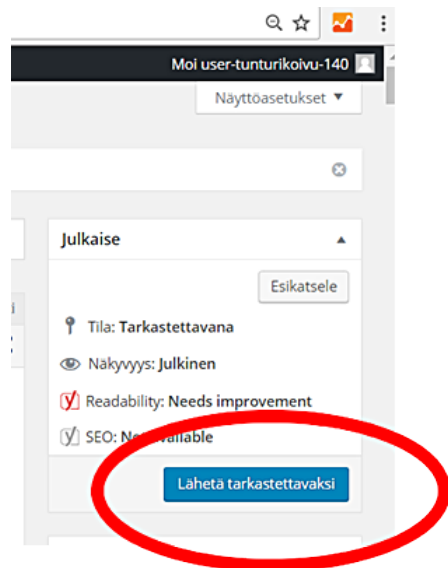 Moi user-tunturikoivu-140
Näyttöasetukset ▼
Julkaise
Esikatsele
Tila: Tarkastettavana
Näkyvyys: Julkinen
Readability: Needs improvement
SEO:
Lähetä tarkastettavaksi